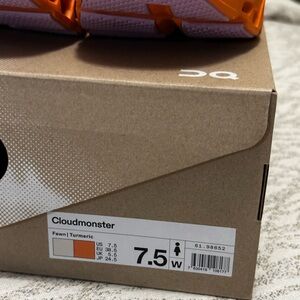 Cloudmonster
Fawn | Turmeric
US 7.5
EU 38.5
UK 5.5
JP 24.5
7.5 W
61.98652